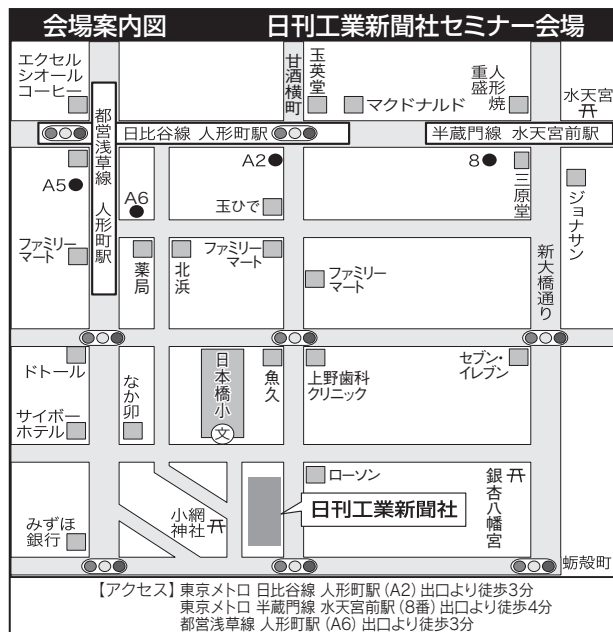 会場案内図
日刊工業新聞社セミナー会場
エクセル
シオール
コーヒー
甘酒横町
玉英堂
マクドナルド
人形焼
重盛
水天宮
都営浅草線 人形町駅
日比谷線 人形町駅
半蔵門線 水天宮前駅
A5
A6
A2
8
三原堂
玉ひで
ジョナサン
ファミリー
マート
薬局
北浜
ファミリー
マート
ファミリー
マート
新大橋通り
ドトール
なか卯
日本橋小
文
魚久
上野歯科
クリニック
セブン・
イレブン
サイボー
ホテル
ローソン
銀杏八幡宮
日刊工業新聞社
小網
神社
みずほ
銀行
蛎殻町
【アクセス】東京メトロ 日比谷線 人形町駅(A2)出口より徒歩3分
東京メトロ 半蔵門線 水天宮前駅(8番)出口より徒歩4分
都営浅草線 人形町駅(A6)出口より徒歩3分